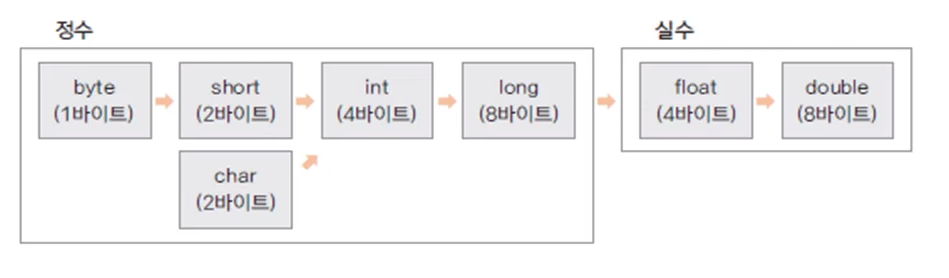 정수
실수
byte
(1바이트)
short
(2바이트)
int
(4바이트)
long
(8바이트)
float
(4바이트)
double
(8바이트)
char
(2바이트)